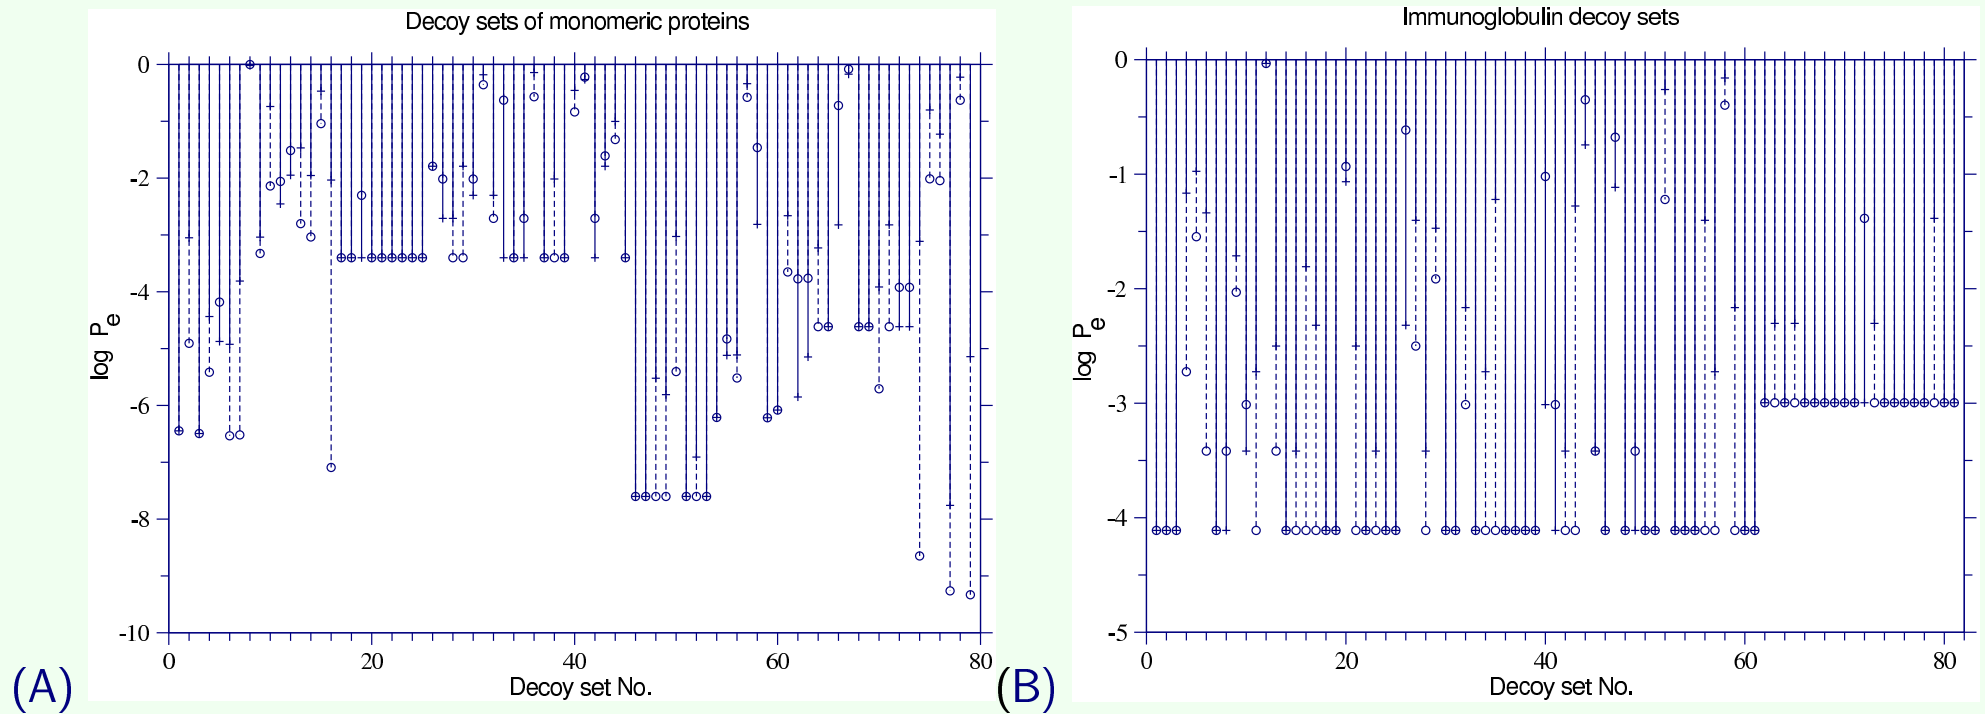 Decoy sets of monomeric proteins
0
-2
-4
-6
-8
-10
log Pe
0 20 40 60 80
Decoy set No.
(A)
Immunoglobulin decoy sets
0
-1
-2
-3
-4
-5
log Pe
0 20 40 60 80
Decoy set No.
(B)